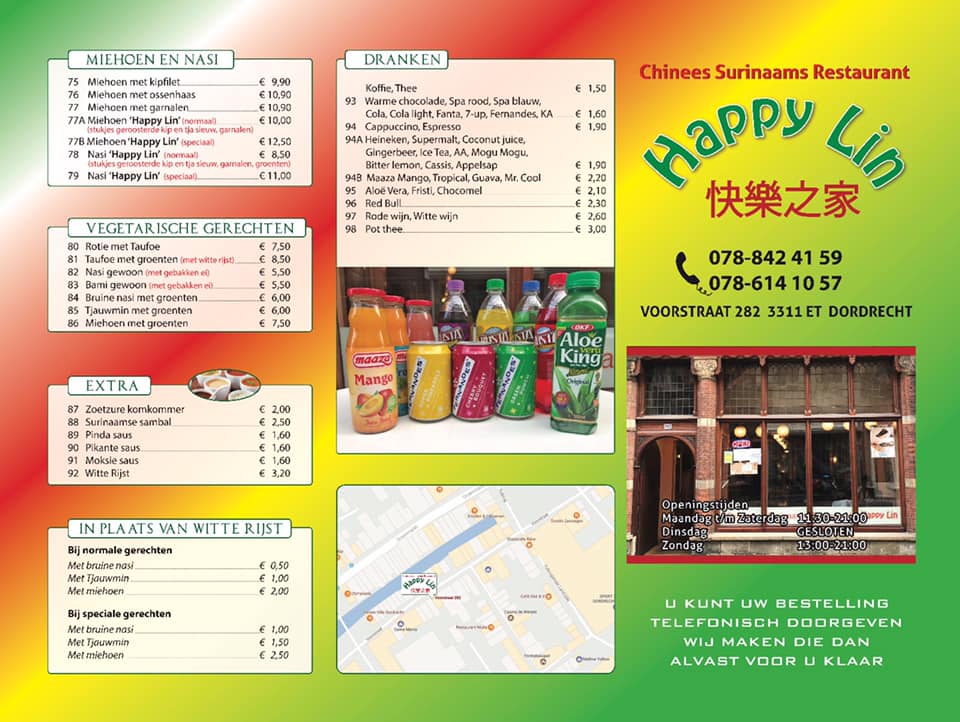 MIEHOEN EN NASI
75 Miehoen met kipfilet € 9,90
76 Miehoen met ossenhaas €10,90
77 Miehoen met garnalen €10,90
77A Miehoen 'Happy Lin' (normaal) € 10,00
(stukjes geroosterde kip en tja sieuw, garnalen)
77B Miehoen 'Happy Lin' (speciaal) € 12,50
78 Nasi 'Happy Lin' (normaal) € 8,50
(stukjes geroosterde kip en tja sieuw, garnalen, groenten)
79 Nasi 'Happy Lin' (speciaal) € 11,00
VEGETARISCHE GERECHTEN
80 Rotie met Taufoe € 7,50
81 Taufoe met groenten (met witte rijst) € 8,50
82 Nasi gewoon (met gebakken ei) € 5,50
83 Bami gewoon (met gebakken ei) € 5,50
84 Bruine nasi met groenten € 6,00
85 Tjauwmin met groenten € 6,00
86 Miehoen met groenten € 7,50
EXTRA
87 Zoetzure komkommer € 2,00
88 Surinaamse sambal € 2,50
89 Pinda saus € 1,60
90 Pikante saus € 1,60
91 Moksie saus € 1,60
92 Witte Rijst € 3,20
IN PLAATS VAN WITTE RIJST
Bij normale gerechten
Met bruine nasi € 0,50
Met Tjauwmin € 1,00
Met miehoen € 2,00
Bij speciale gerechten
Met bruine nasi € 1,00
Met Tjauwmin € 1,50
Met miehoen € 2,50
DRANKEN
Koffie, Thee € 1,50
93 Warme chocolade, Spa rood, Spa blauw,
Cola, Cola light, Fanta, 7-up, Fernandes, KA € 1,60
94 Cappuccino, Espresso € 1,90
94A Heineken, Supermalt, Coconut juice,
Gingerbeer, Ice Tea, AA, Mogu Mogu,
Bitter lemon, Cassis, Appelsap € 1,90
94B Maaza Mango, Tropical, Guava, Mr. Cool € 2,20
95 Aloë Vera, Fristi, Chocomel € 2,10
96 Red Bull € 2,30
97 Rode wijn, Witte wijn € 2,60
98 Pot thee € 3,00
maaza
Mango
OKF
Aloe
vera
King
Original
Happy Lin
快樂之家
Voorstraat 282
Chinees Surinaams Restaurant
Happy Lin
快樂之家
078-842 41 59
078-614 10 57
VOORSTRAAT 282 3311 ET DORDRECHT
OPEN
Happy Lin
Openingstijden
Maandag t/m Zaterdag 11:30-21:00
Dinsdag GESLOTEN
Zondag 13:00-21:00
U KUNT UW BESTELLING
TELEFONISCH DOORGEVEN
WIJ MAKEN DIE DAN
ALVAST VOOR U KLAAR